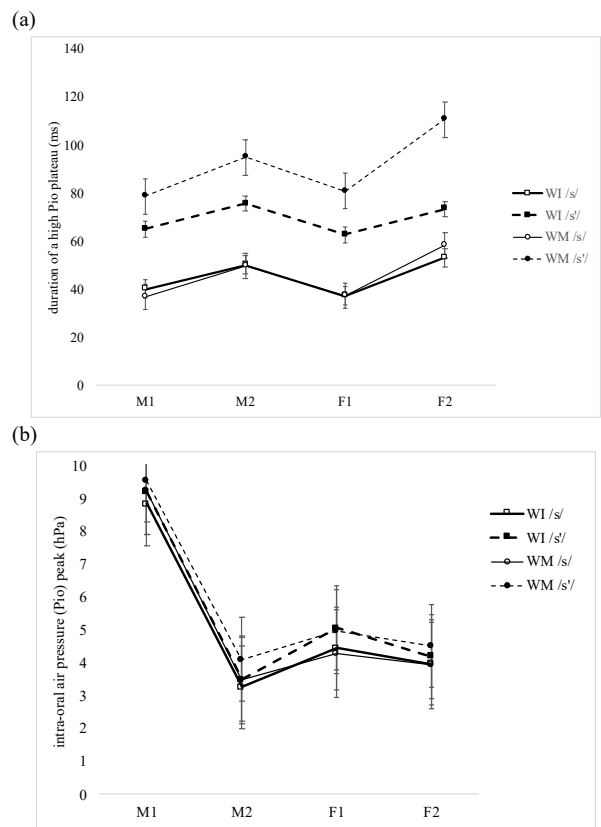 (a)
duration of a high Pio plateau (ms)
140
120
100
80
60
40
20
0
M1 M2 F1 F2
WI /s/
WI /s'/
WM /s/
WM /s'/
(b)
intra-oral air pressure (Pio) peak (hPa)
10
9
8
7
6
5
4
3
2
1
0
M1 M2 F1 F2
WI /s/
WI /s'/
WM /s/
WM /s'/